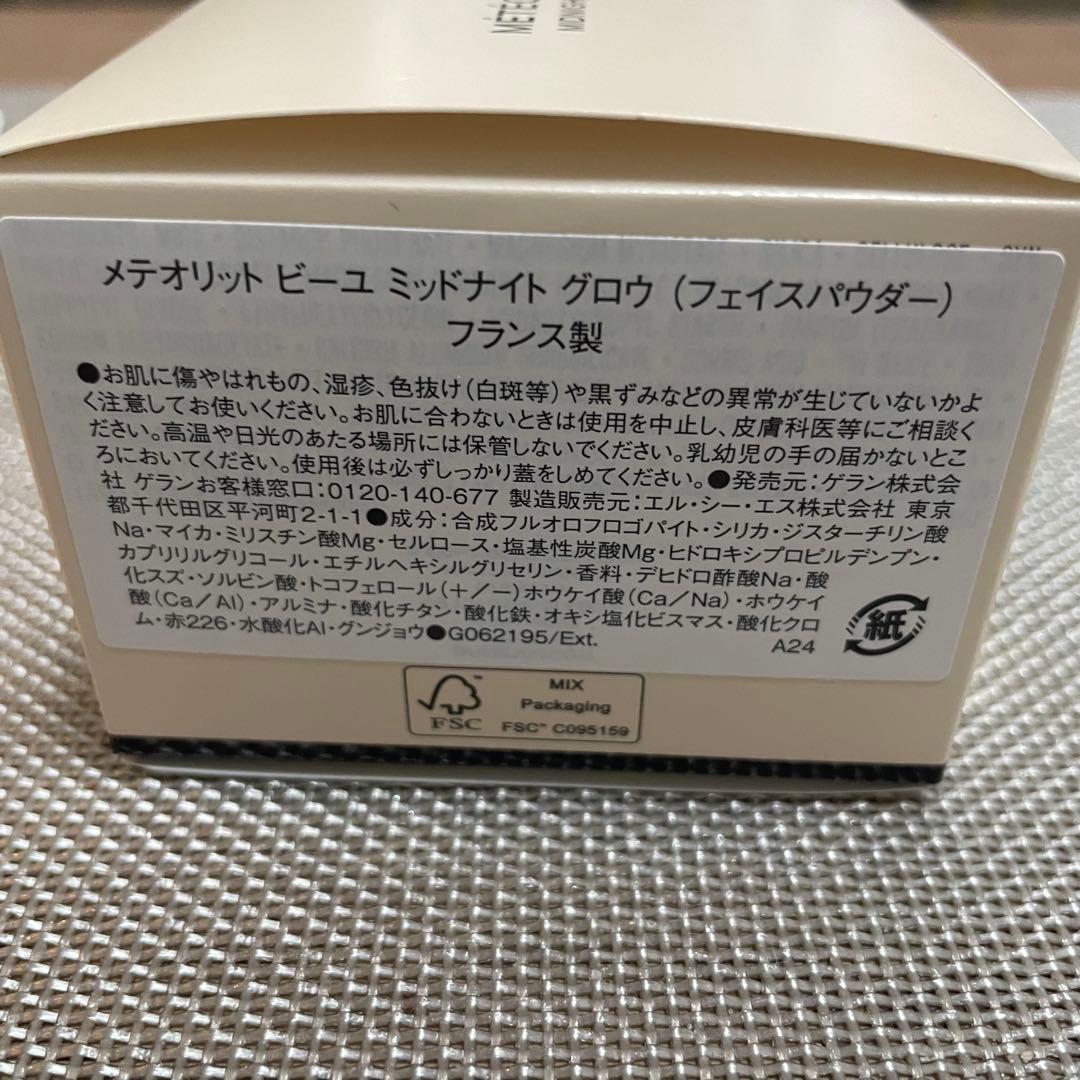 MÉTÉO
MIDNIGH
メテオリット ビーユ ミッドナイト グロウ (フェイスパウダー)
フランス製
●お肌に傷やはれもの、湿疹、色抜け(白斑等)や黒ずみなどの異常が生じていないかよ
く注意してお使いください。お肌に合わないときは使用を中止し、皮膚科医等にご相談く
ださい。高温や日光のあたる場所には保管しないでください。乳幼児の手の届かないとこ
ろにおいてください。使用後は必ずしっかり蓋をしめてください。●発売元:ゲラン株式会
社 ゲランお客様窓口:0120-140-677 製造販売元:エル・シー・エス株式会社 東京
都千代田区平河町2-1-1●成分:合成フルオロフロゴパイト・シリカ・ジステアリン酸
Na・マイカ・ミリスチン酸Mg・セルロース・塩基性炭酸Mg・ヒドロキシプロピルデンプン・
カプリリルグリコール・エチルヘキシルグリセリン・香料・デヒドロ酢酸Na・酸
化スズ・ソルビン酸・トコフェロール(+/-)ホウケイ酸(Ca/Na)・ホウケイ
酸(Ca/Al)・アルミナ・酸化チタン・酸化鉄・オキシ塩化ビスマス・酸化クロ
ム・赤226・水酸化Al・グンジョウ●G062195/Ext.
A24
紙
FSC™
MIX
Packaging
FSC™ C095159